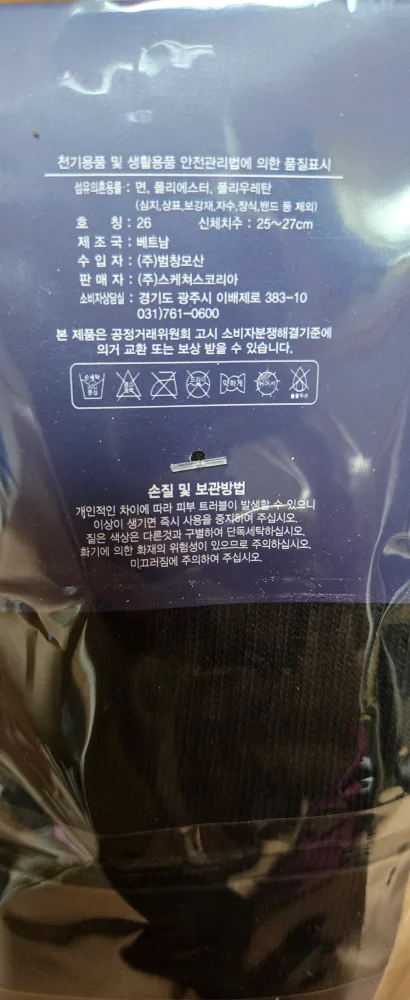 천기용품 및 생활용품 안전관리법에 의한 품질표시
섬유의혼용률 : 면, 폴리에스터, 폴리우레탄
(심지,상표,보강재,자수,장식,밴드 등 제외)
호 칭 : 26 신체치수 : 25~27cm
제 조 국 : 베트남
수 입 자 : (주)범창모산
판 매 자 : (주)스케쳐스코리아
소비자상담실 : 경기도 광주시 이배제로 383-10
031)761-0600
본 제품은 공정거래위원회 고시 소비자분쟁해결기준에
의거 교환 또는 보상 받을 수 있습니다.
손세탁 중성 약하게 뉘어서
손질 및 보관방법
개인적인 차이에 따라 피부 트러블이 발생할 수 있으니
이상이 생기면 즉시 사용을 중지하여 주십시오.
짙은 색상은 다른것과 구별하여 단독세탁하십시오.
화기에 의한 화재의 위험성이 있으므로 주의하십시오.
미끄러짐에 주의하여 주십시오.